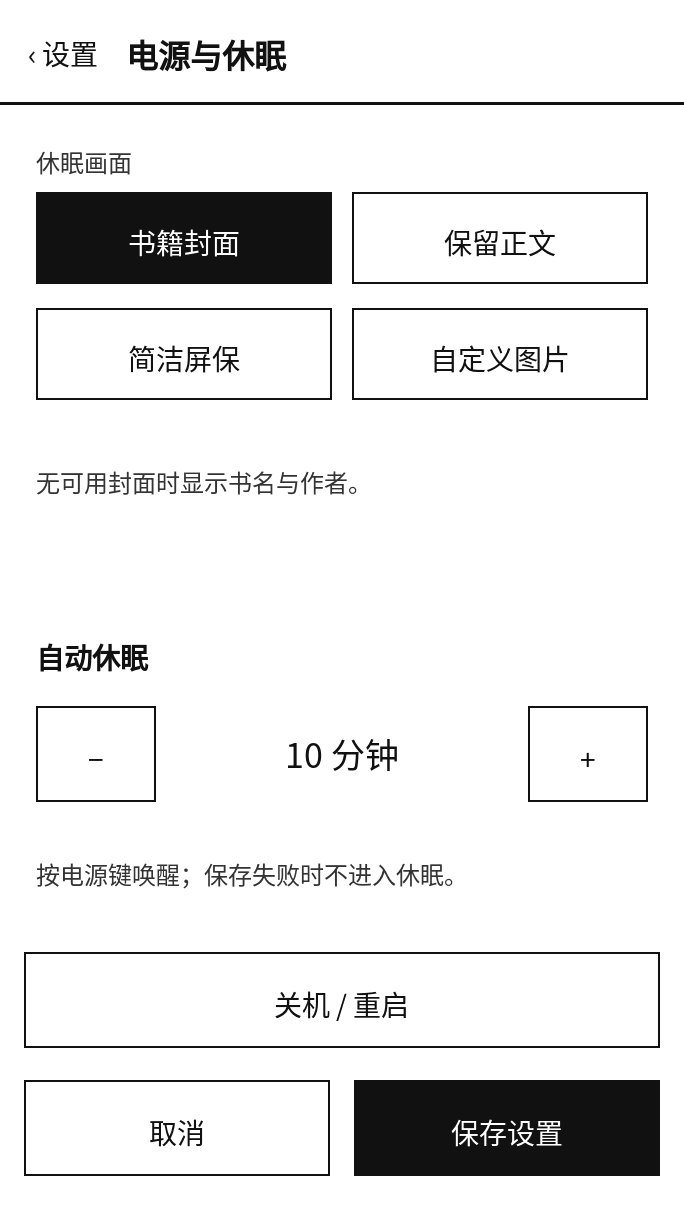 ‹ 设置 电源与休眠
休眠画面
书籍封面 保留正文
简洁屏保 自定义图片
无可用封面时显示书名与作者。
自动休眠
− 10 分钟 +
按电源键唤醒；保存失败时不进入休眠。
关机 / 重启
取消 保存设置